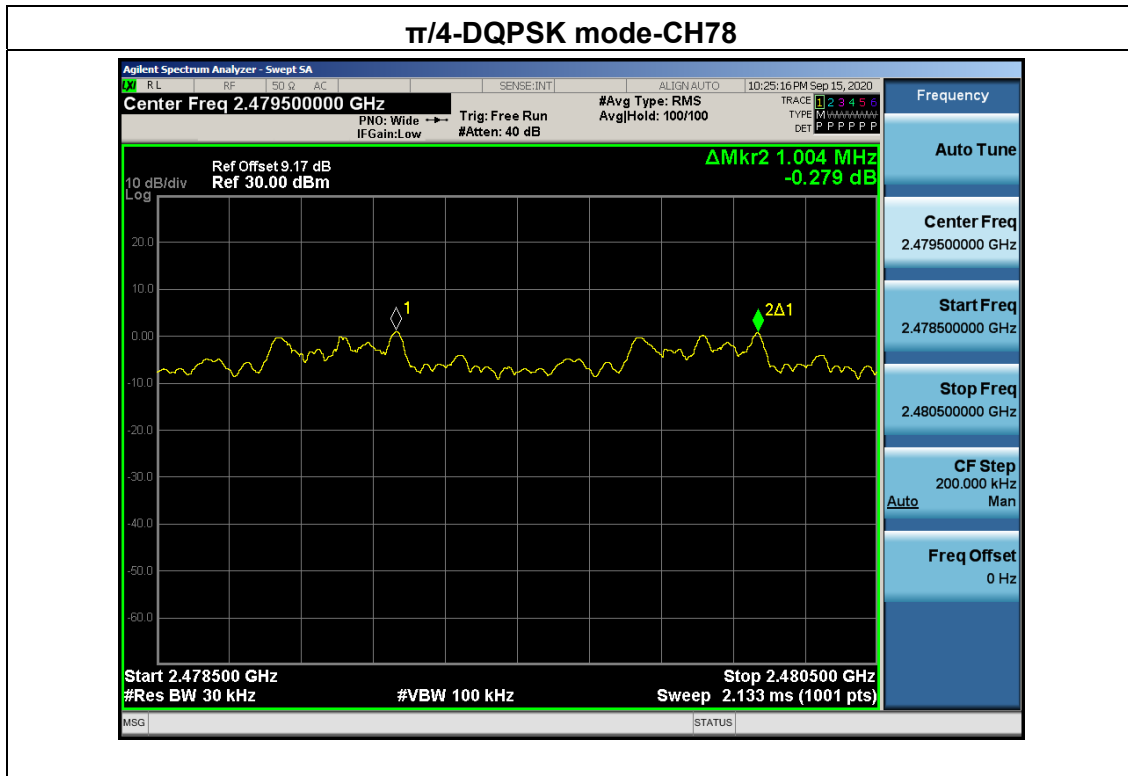 π/4-DQPSK mode-CH78
Agilent Spectrum Analyzer - Swept SA
LXI RL RF 50 Ω AC SENSE:INT ALIGN AUTO 10:25:16 PM Sep 15, 2020
Center Freq 2.479500000 GHz
PNO: Wide
IFGain:Low
Trig: Free Run
#Atten: 40 dB
#Avg Type: RMS
Avg|Hold: 100/100
TRACE 1 2 3 4 5 6
TYPE M
DET P P P P P P
ΔMkr2 1.004 MHz
-0.279 dB
Ref Offset 9.17 dB
10 dB/div Ref 30.00 dBm
Log
20.0
10.0
0.00
-10.0
-20.0
-30.0
-40.0
-50.0
-60.0
1
2Δ1
Start 2.478500 GHz Stop 2.480500 GHz
#Res BW 30 kHz #VBW 100 kHz Sweep 2.133 ms (1001 pts)
MSG STATUS
Frequency
Auto Tune
Center Freq
2.479500000 GHz
Start Freq
2.478500000 GHz
Stop Freq
2.480500000 GHz
CF Step
200.000 kHz
Auto Man
Freq Offset
0 Hz